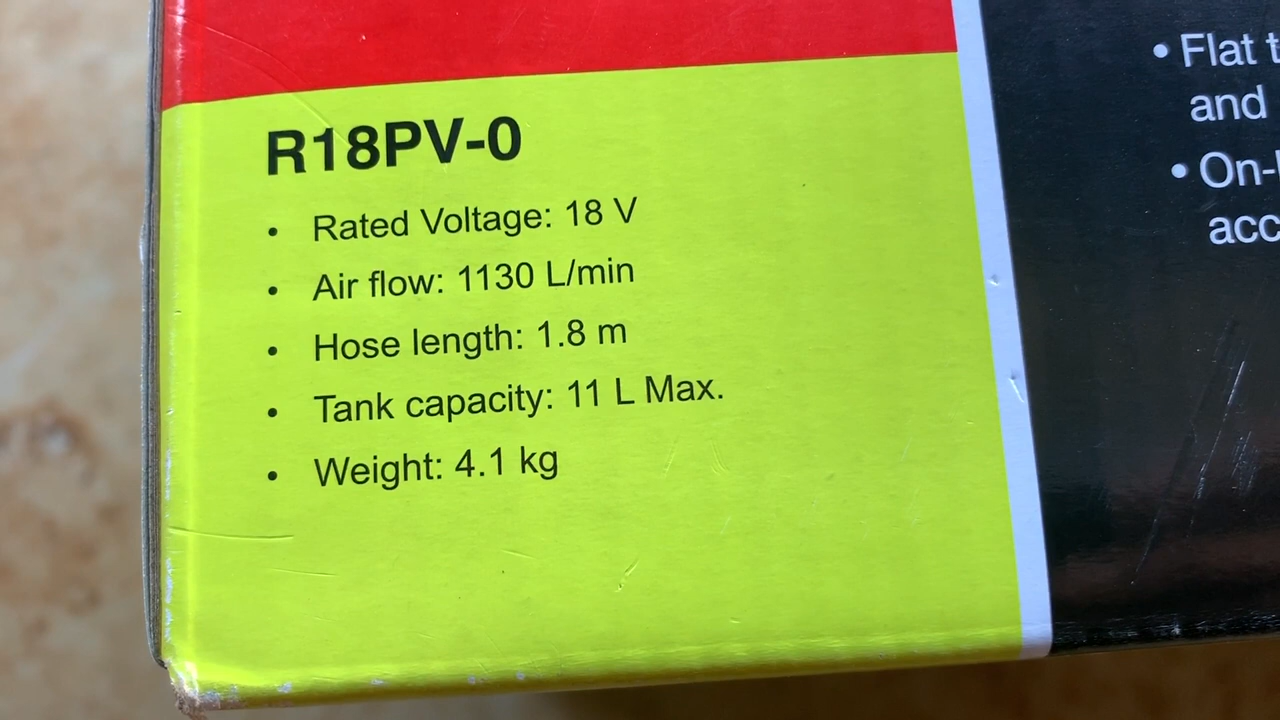 R18PV-0
• Rated Voltage: 18 V
• Air flow: 1130 L/min
• Hose length: 1.8 m
• Tank capacity: 11 L Max.
• Weight: 4.1 kg
• Flat
and
• On-